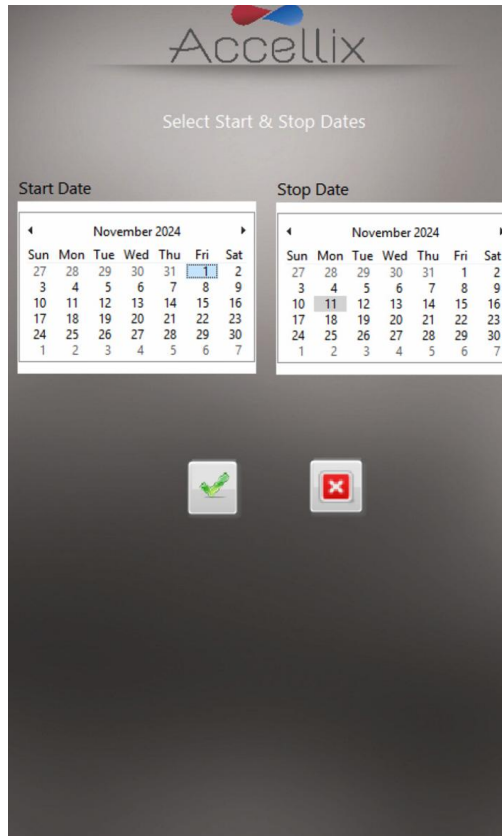 Accellix
Select Start & Stop Dates
Start Date
November 2024
Sun Mon Tue Wed Thu Fri Sat
27 28 29 30 31 1 2
3 4 5 6 7 8 9
10 11 12 13 14 15 16
17 18 19 20 21 22 23
24 25 26 27 28 29 30
1 2 3 4 5 6 7
Stop Date
November 2024
Sun Mon Tue Wed Thu Fri Sat
27 28 29 30 31 1 2
3 4 5 6 7 8 9
10 11 12 13 14 15 16
17 18 19 20 21 22 23
24 25 26 27 28 29 30
1 2 3 4 5 6 7